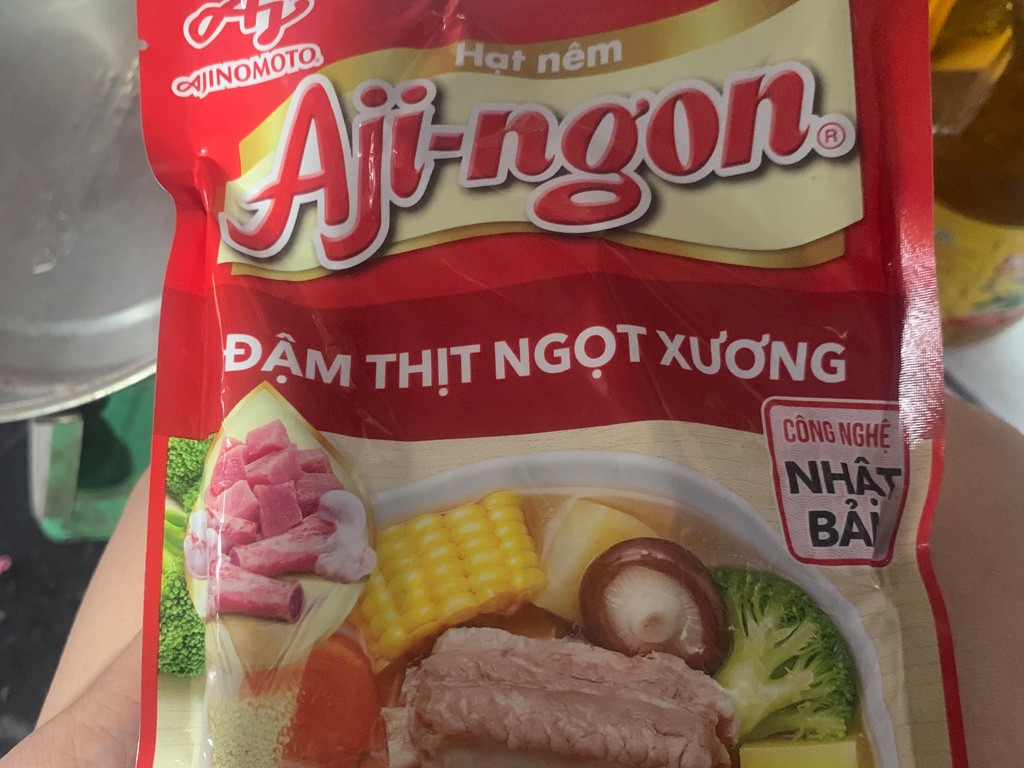 AJINOMOTO
Hạt nêm
Aji-ngon®
ĐẬM THỊT NGỌT XƯƠNG
CÔNG NGHỆ
NHẬT
BẢN